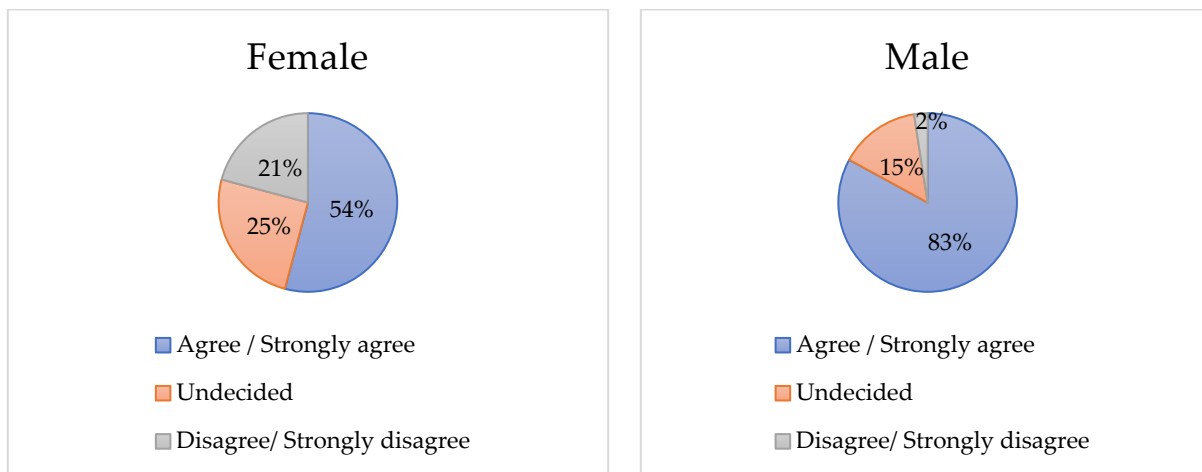 Female
21%
54%
25%
Agree / Strongly agree
Undecided
Disagree/ Strongly disagree
Male
2%
15%
83%
Agree / Strongly agree
Undecided
Disagree/ Strongly disagree